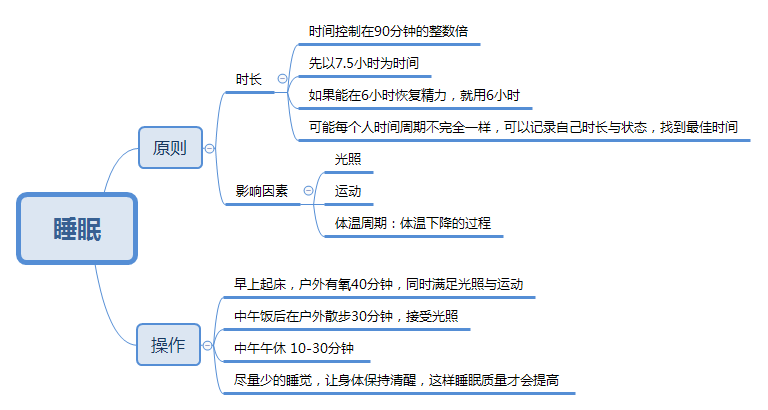 睡眠
原则
时长
时间控制在90分钟的整数倍
先以7.5小时为时间
如果能在6小时恢复精力，就用6小时
可能每个人时间周期不完全一样，可以记录自己时长与状态，找到最佳时间
影响因素
光照
运动
体温周期：体温下降的过程
操作
早上起床，户外有氧40分钟，同时满足光照与运动
中午饭后在户外散步30分钟，接受光照
中午午休 10-30分钟
尽量少的睡觉，让身体保持清醒，这样睡眠质量才会提高